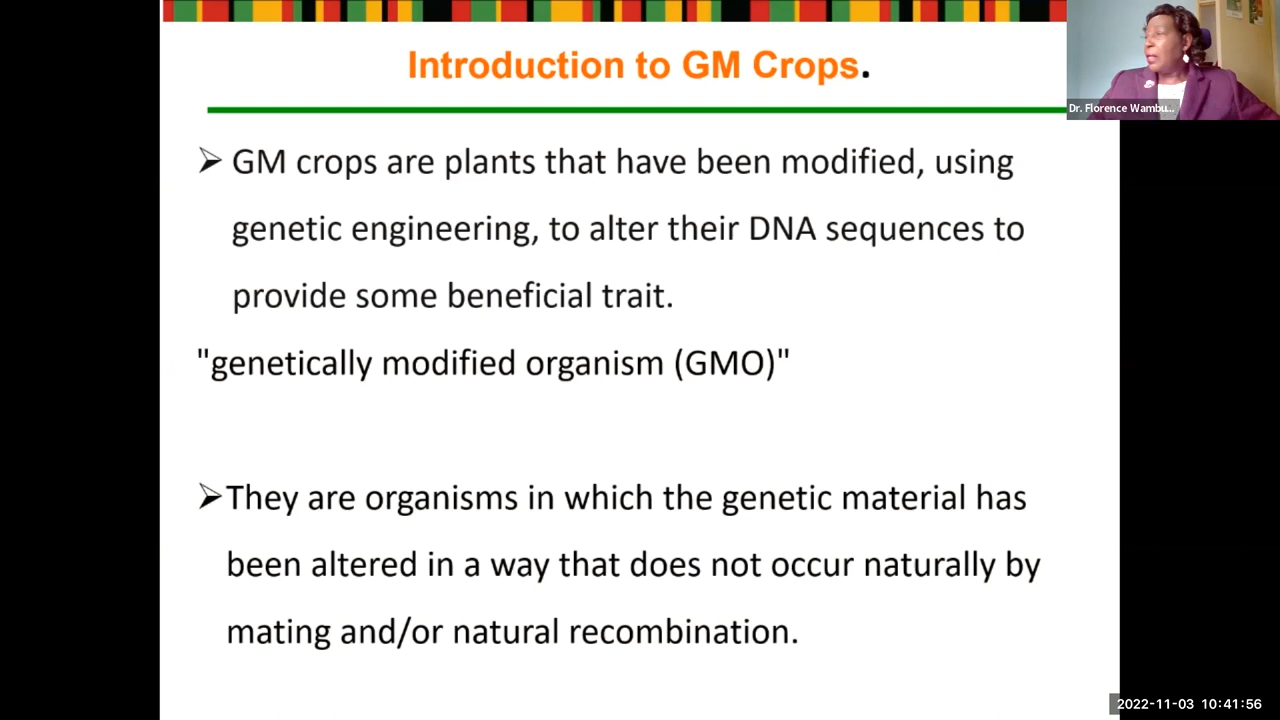 Introduction to GM Crops.
Dr. Florence Wambu...
➢ GM crops are plants that have been modified, using
genetic engineering, to alter their DNA sequences to
provide some beneficial trait.
"genetically modified organism (GMO)"
➢They are organisms in which the genetic material has
been altered in a way that does not occur naturally by
mating and/or natural recombination.
2022-11-03 10:41:56